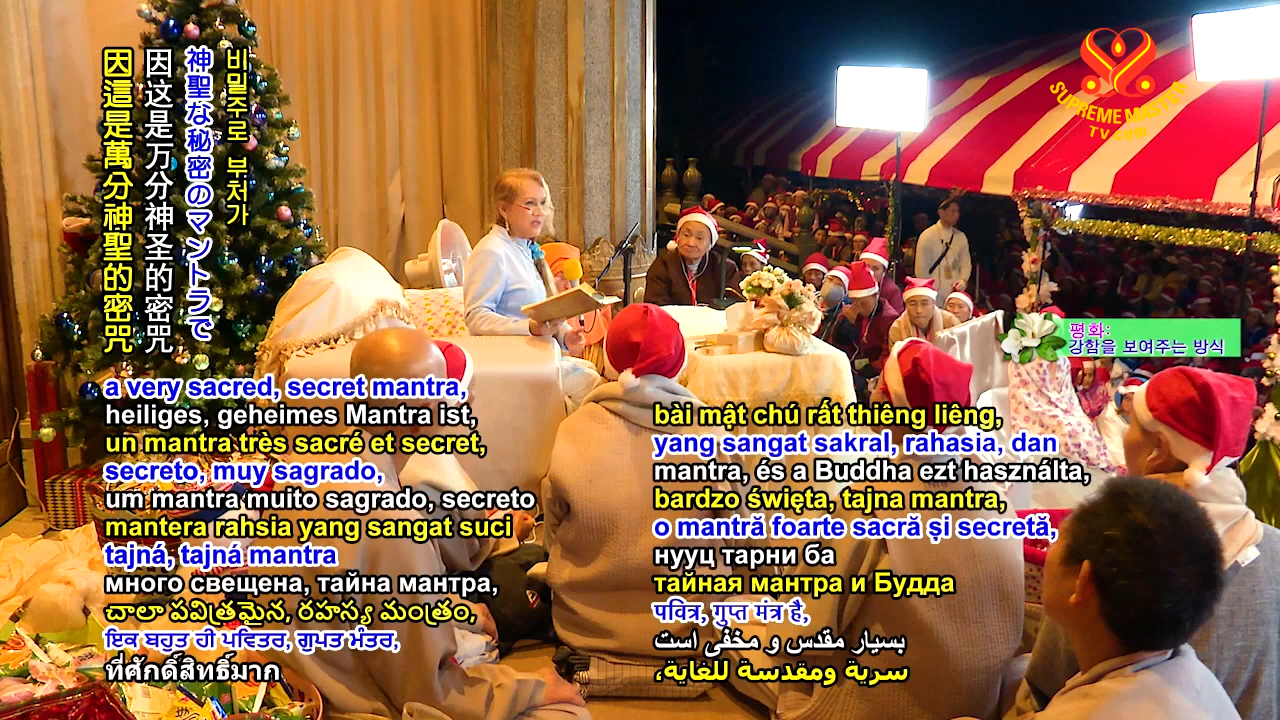 SUPREME MASTER
TV.com
비밀주로 부처가
神聖な秘密のマントラで
因这是万分神圣的密咒
因這是萬分神聖的密咒
평화:
강함을 보여주는 방식
a very sacred, secret mantra,
heiliges, geheimes Mantra ist,
un mantra très sacré et secret,
secreto, muy sagrado,
um mantra muito sagrado, secreto
mantera rahsia yang sangat suci
tajná, tajná mantra
много свещена, тайна мантра,
చాలా పవిత్రమైన, రహస్య మంత్రం,
ਇਕ ਬਹੁਤ ਹੀ ਪਵਿਤਰ, ਗੁਪਤ ਮੰਤਰ,
ที่ศักดิ์สิทธิ์มาก
bài mật chú rất thiêng liêng,
yang sangat sakral, rahasia, dan
mantra, és a Buddha ezt használta,
bardzo święta, tajna mantra,
o mantră foarte sacră și secretă,
нууц тарни ба
тайная мантра и Будда
पवित्र, गुप्त मंत्र है,
بسیار مقدس و مخفی است
سرية ومقدسة للغاية،